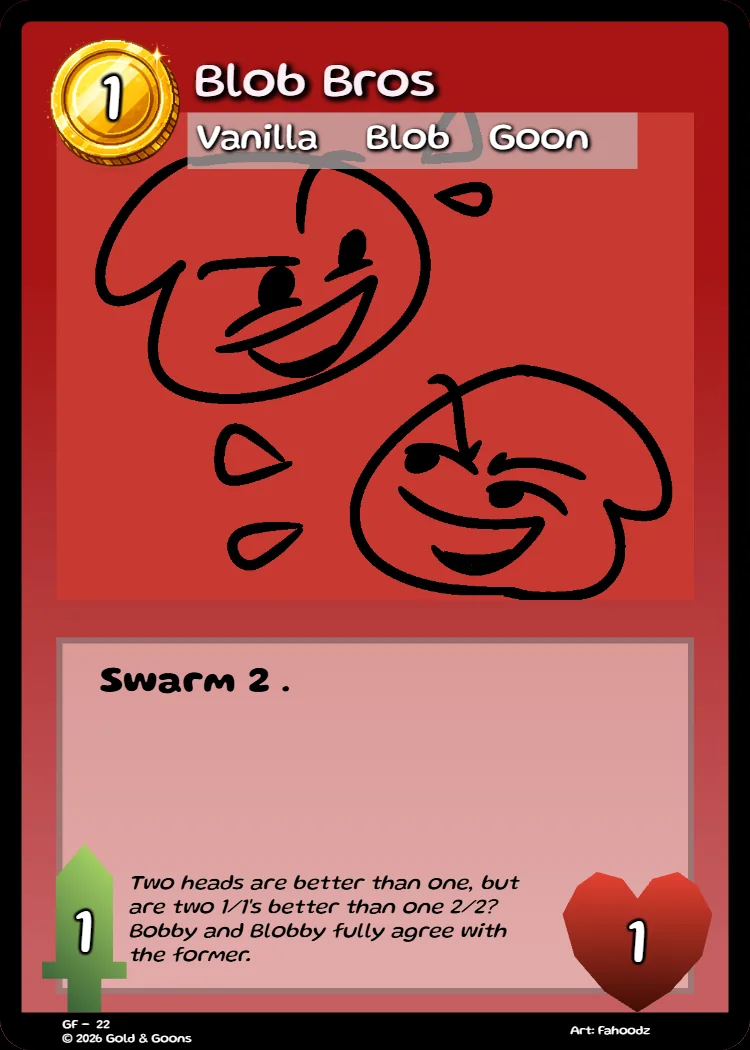 1
Blob Bros
Vanilla Blob Goon
Swarm 2 .
Two heads are better than one, but
are two 1/1's better than one 2/2?
Bobby and Blobby fully agree with
the former.
1
1
GF - 22
© 2026 Gold & Goons
Art: fahoodz